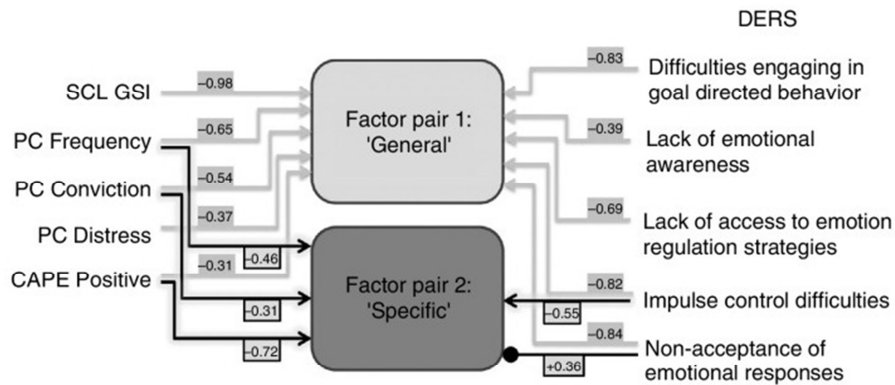 DERS
SCL GSI
−0.98
PC Frequency
−0.65
PC Conviction
−0.54
PC Distress
−0.37
CAPE Positive
−0.31
−0.46
−0.31
−0.72
Factor pair 1:
'General'
Factor pair 2:
'Specific'
−0.83
Difficulties engaging in
goal directed behavior
−0.39
Lack of emotional
awareness
−0.69
Lack of access to emotion
regulation strategies
−0.82
Impulse control difficulties
−0.55
−0.84
Non-acceptance of
emotional responses
+0.36